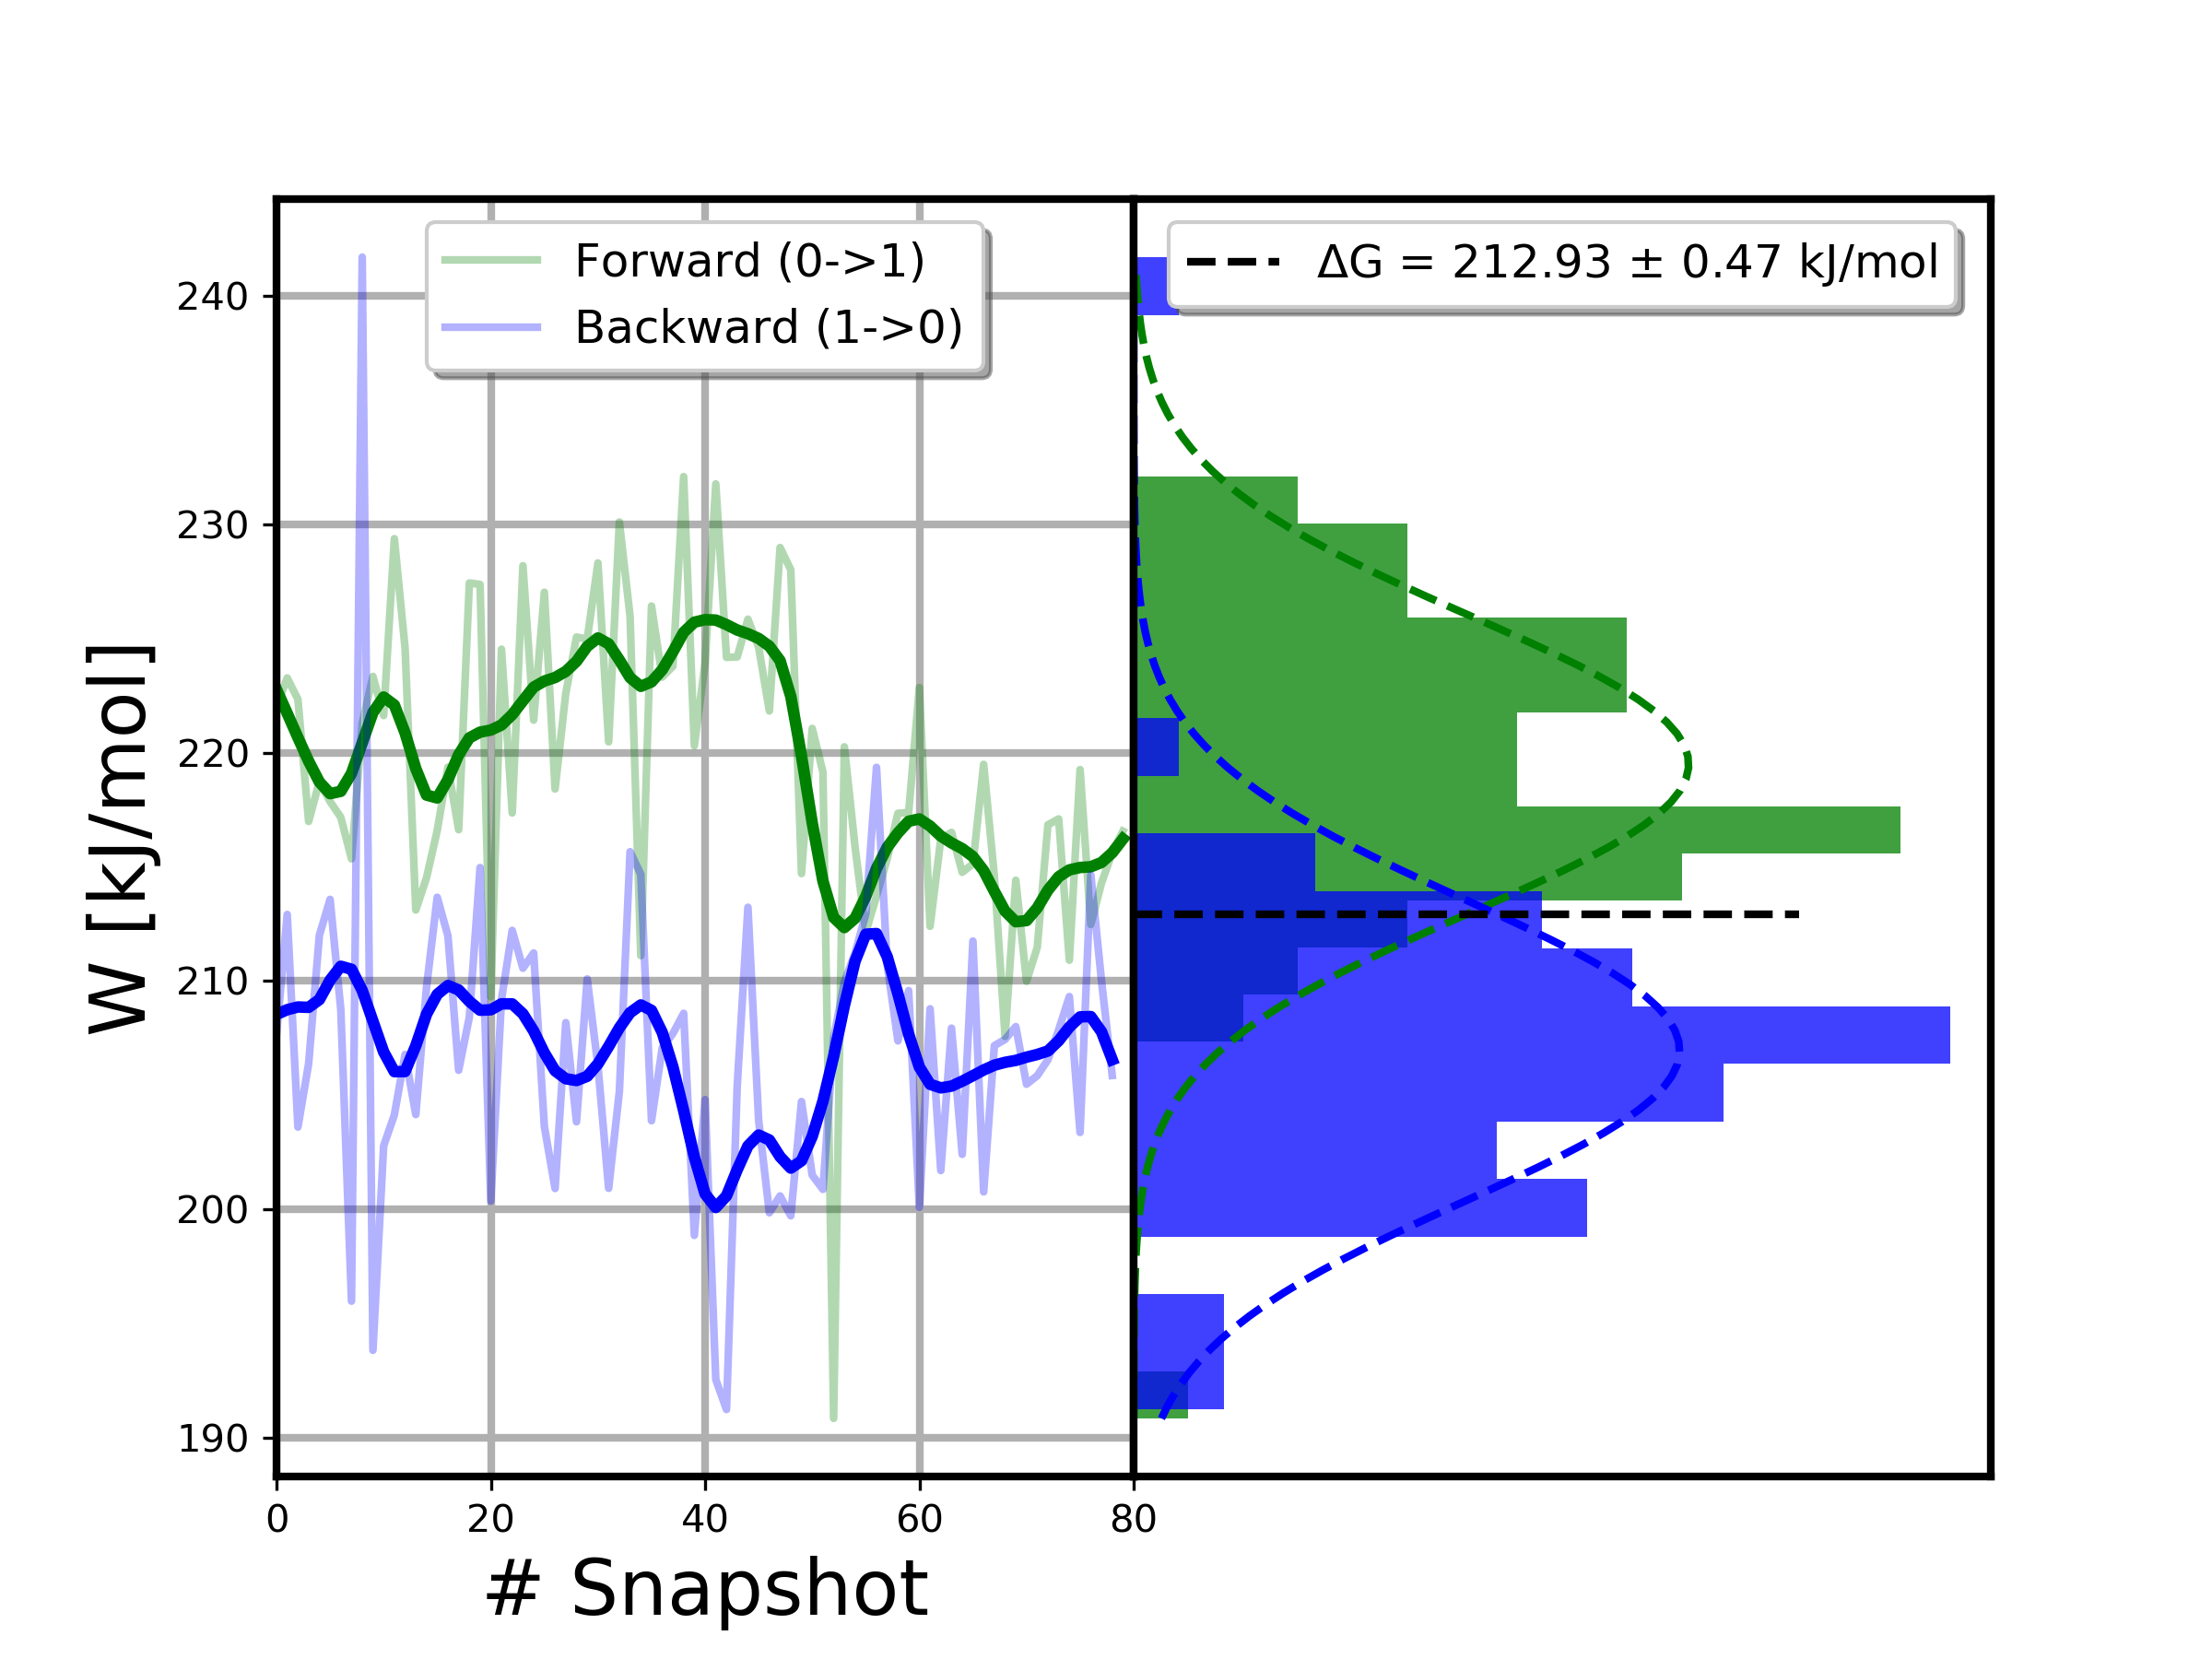 Forward (0->1)
Backward (1->0)
ΔG = 212.93 ± 0.47 kJ/mol
W [kJ/mol]
240
230
220
210
200
190
0 20 40 60 80
# Snapshot